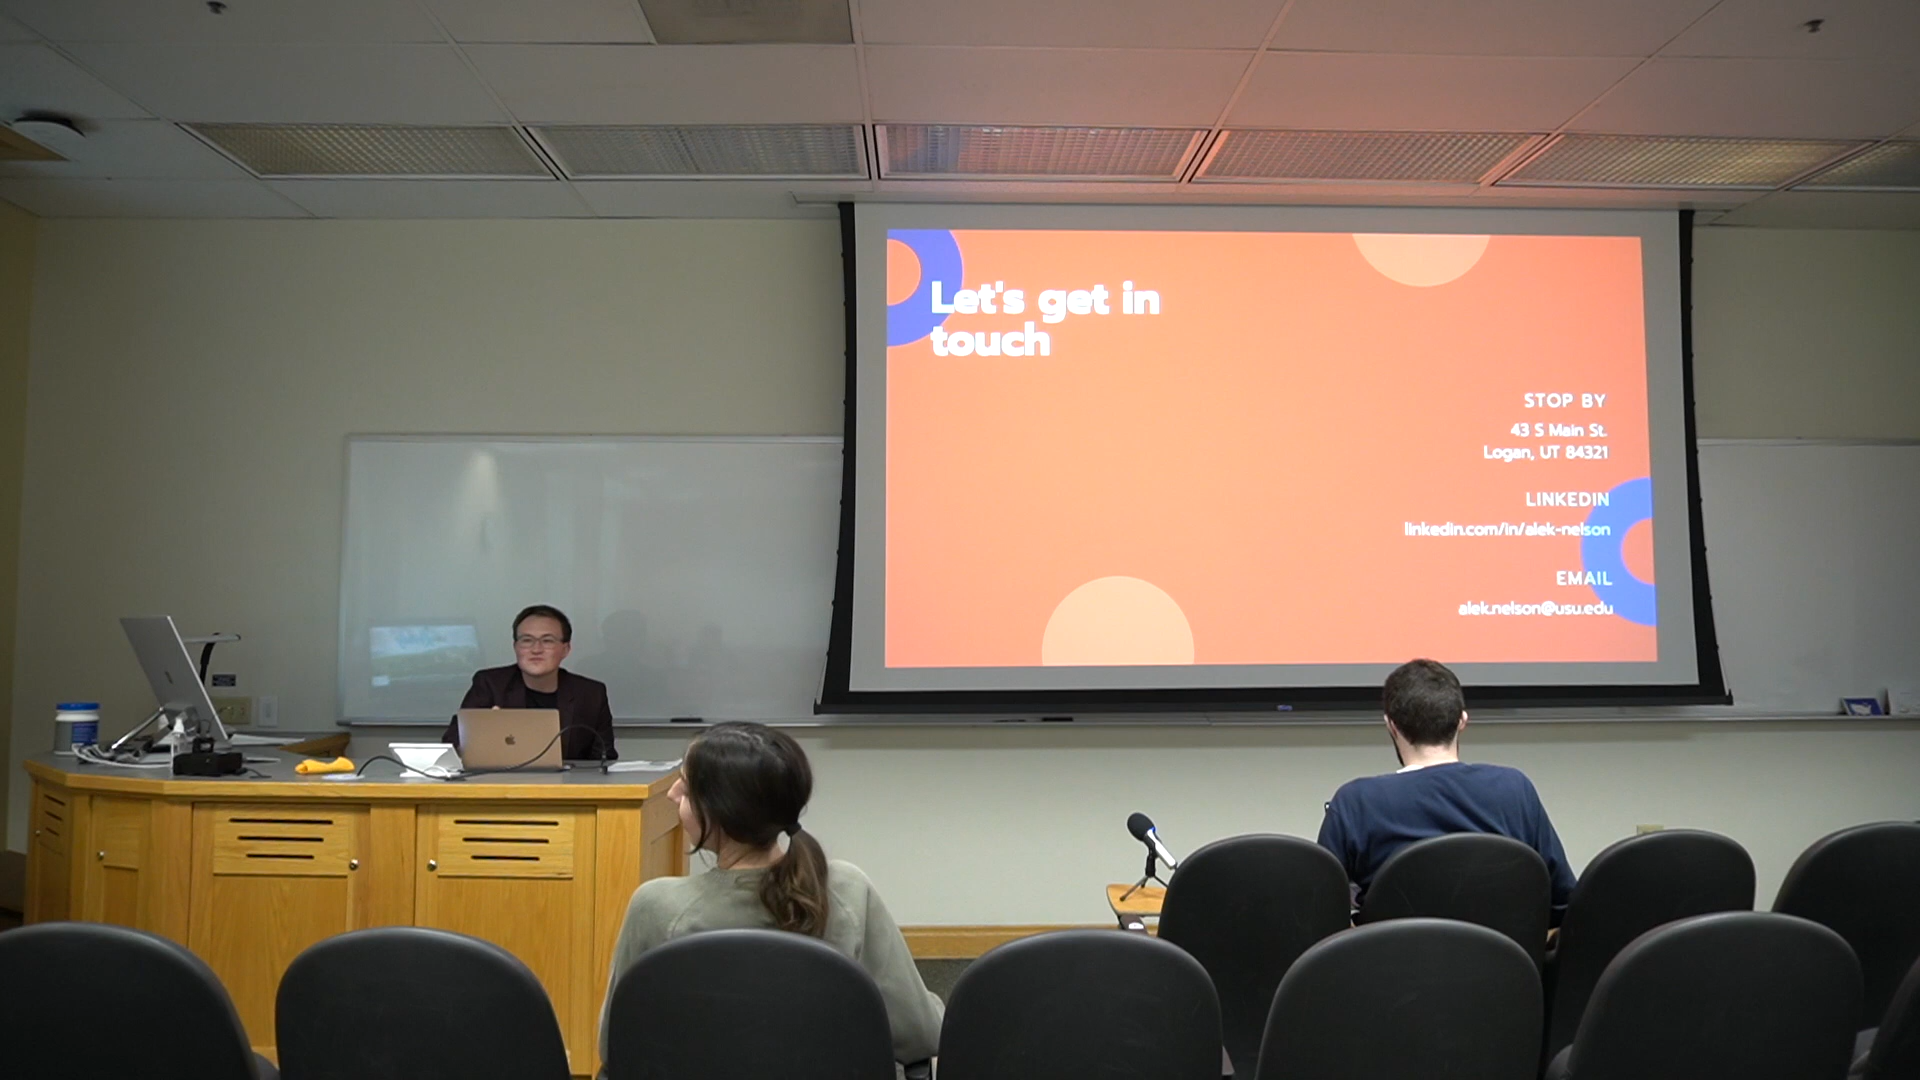 Let's get in
touch
STOP BY
43 S Main St.
Logan, UT 84321
LINKEDIN
linkedin.com/in/alek-nelson
EMAIL
alek.nelson@usu.edu